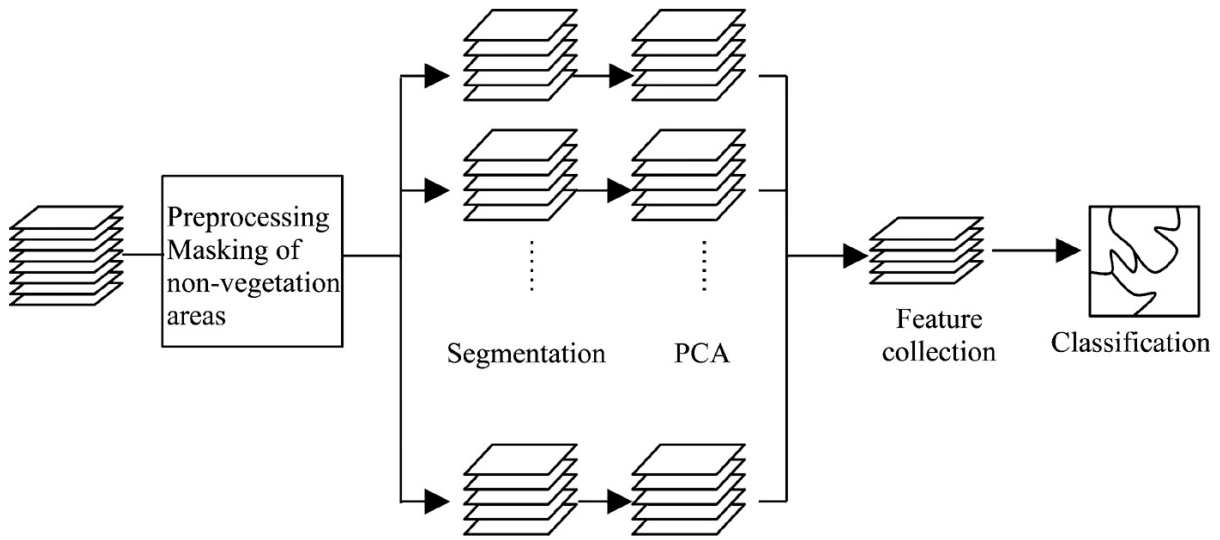 Preprocessing
Masking of
non-vegetation
areas
Segmentation
PCA
Feature
collection
Classification